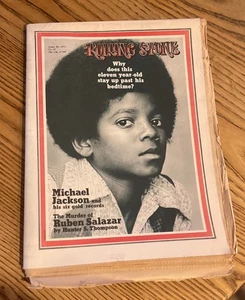 ROLLING STONE
Why
does this
eleven year-old
stay up past his
bedtime?
Michael
Jackson and
his six gold records
The Murder of
Ruben Salazar
by Hunter S. Thompson